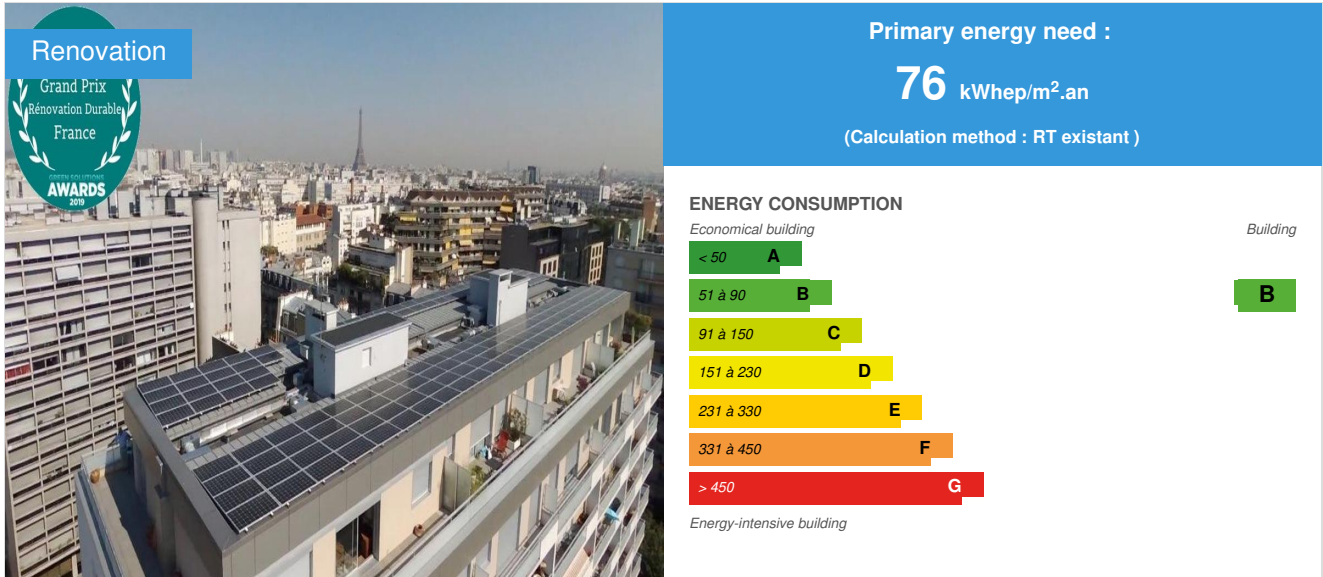 Renovation
Grand Prix
Rénovation Durable
France
GREEN SOLUTIONS
AWARDS
2019
Primary energy need :
76 kWhep/m².an
(Calculation method : RT existant )
ENERGY CONSUMPTION
Economical building
Building
< 50 A
51 à 90 B
B
91 à 150 C
151 à 230 D
231 à 330 E
331 à 450 F
> 450 G
Energy-intensive building